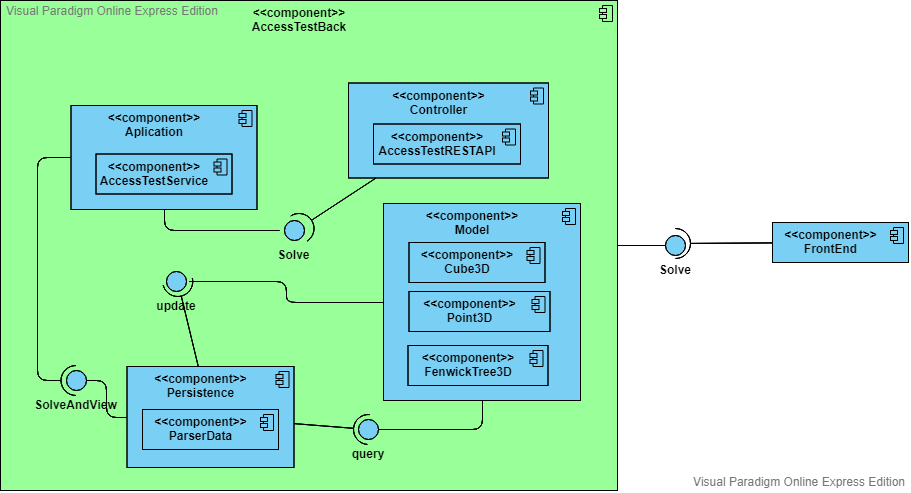 Visual Paradigm Online Express Edition
<<component>>
AccessTestBack
<<component>>
Controller
<<component>>
AccessTestRESTAPI
<<component>>
Aplication
<<component>>
AccessTestService
Solve
<<component>>
Model
<<component>>
Cube3D
<<component>>
Point3D
<<component>>
FenwickTree3D
update
SolveAndView
<<component>>
Persistence
<<component>>
ParserData
query
Solve
<<component>>
FrontEnd
Visual Paradigm Online Express Edition